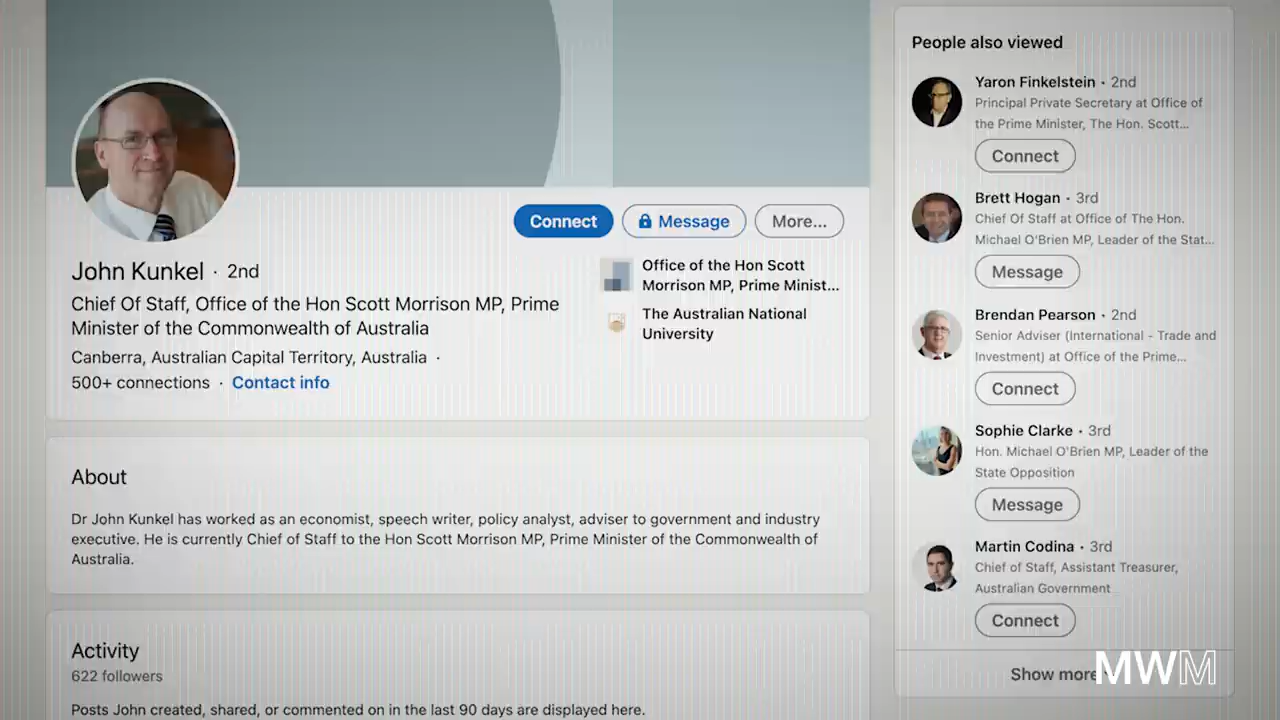 John Kunkel · 2nd
Chief Of Staff, Office of the Hon Scott Morrison MP, Prime
Minister of the Commonwealth of Australia
Canberra, Australian Capital Territory, Australia ·
500+ connections · Contact info
Connect
Message
More...
Office of the Hon Scott
Morrison MP, Prime Minist...
The Australian National
University
About
Dr John Kunkel has worked as an economist, speech writer, policy analyst, adviser to government and industry
executive. He is currently Chief of Staff to the Hon Scott Morrison MP, Prime Minister of the Commonwealth of
Australia.
Activity
622 followers
Posts John created, shared, or commented on in the last 90 days are displayed here.
People also viewed
Yaron Finkelstein · 2nd
Principal Private Secretary at Office of
the Prime Minister, The Hon. Scott...
Connect
Brett Hogan · 3rd
Chief Of Staff at Office of The Hon.
Michael O'Brien MP, Leader of the Stat...
Message
Brendan Pearson · 2nd
Senior Adviser (International - Trade and
Investment) at Office of the Prime...
Connect
Sophie Clarke · 3rd
Hon. Michael O'Brien MP, Leader of the
State Opposition
Message
Martin Codina · 3rd
Chief of Staff, Assistant Treasurer,
Australian Government
Connect
Show more
MWM